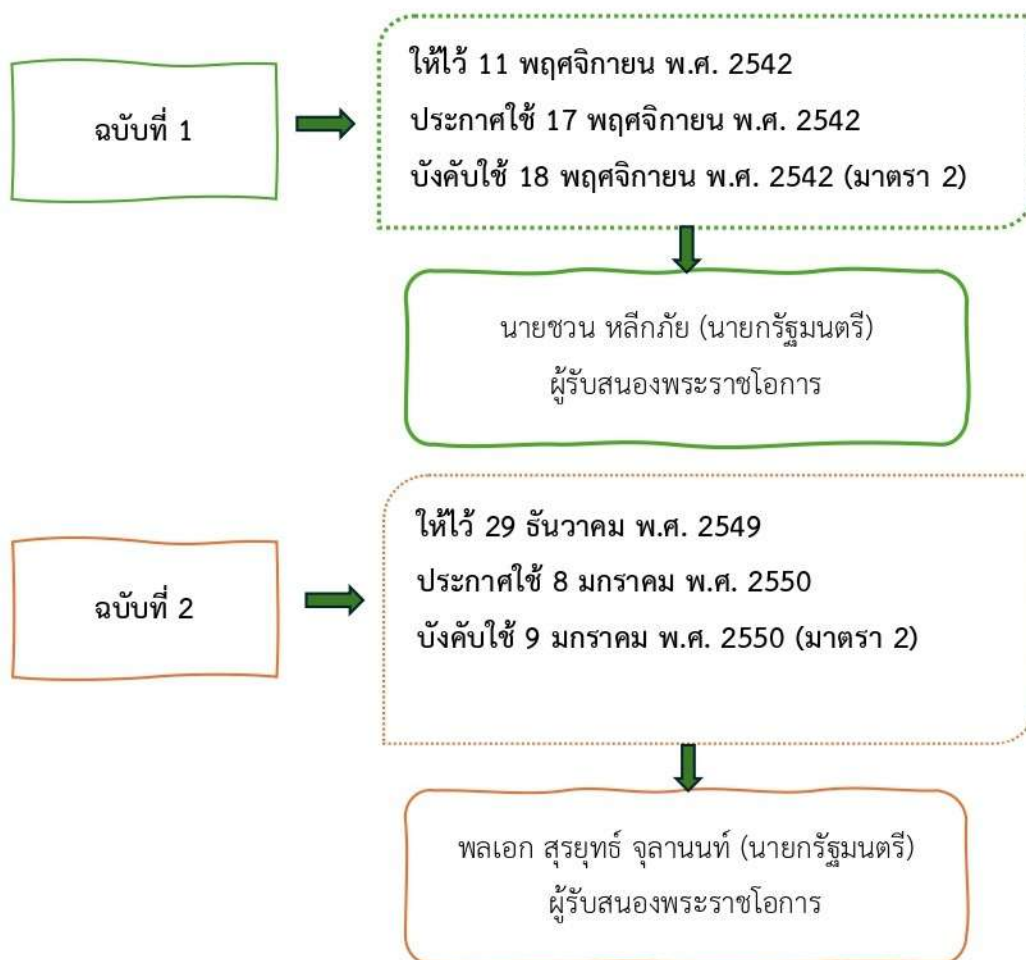 ฉบับที่ 1
ให้ไว้ 11 พฤศจิกายน พ.ศ. 2542
ประกาศใช้ 17 พฤศจิกายน พ.ศ. 2542
บังคับใช้ 18 พฤศจิกายน พ.ศ. 2542 (มาตรา 2)
นายชวน หลีกภัย (นายกรัฐมนตรี)
ผู้รับสนองพระราชโอการ
ฉบับที่ 2
ให้ไว้ 29 ธันวาคม พ.ศ. 2549
ประกาศใช้ 8 มกราคม พ.ศ. 2550
บังคับใช้ 9 มกราคม พ.ศ. 2550 (มาตรา 2)
พลเอก สุรยุทธ์ จุลานนท์ (นายกรัฐมนตรี)
ผู้รับสนองพระราชโอการ